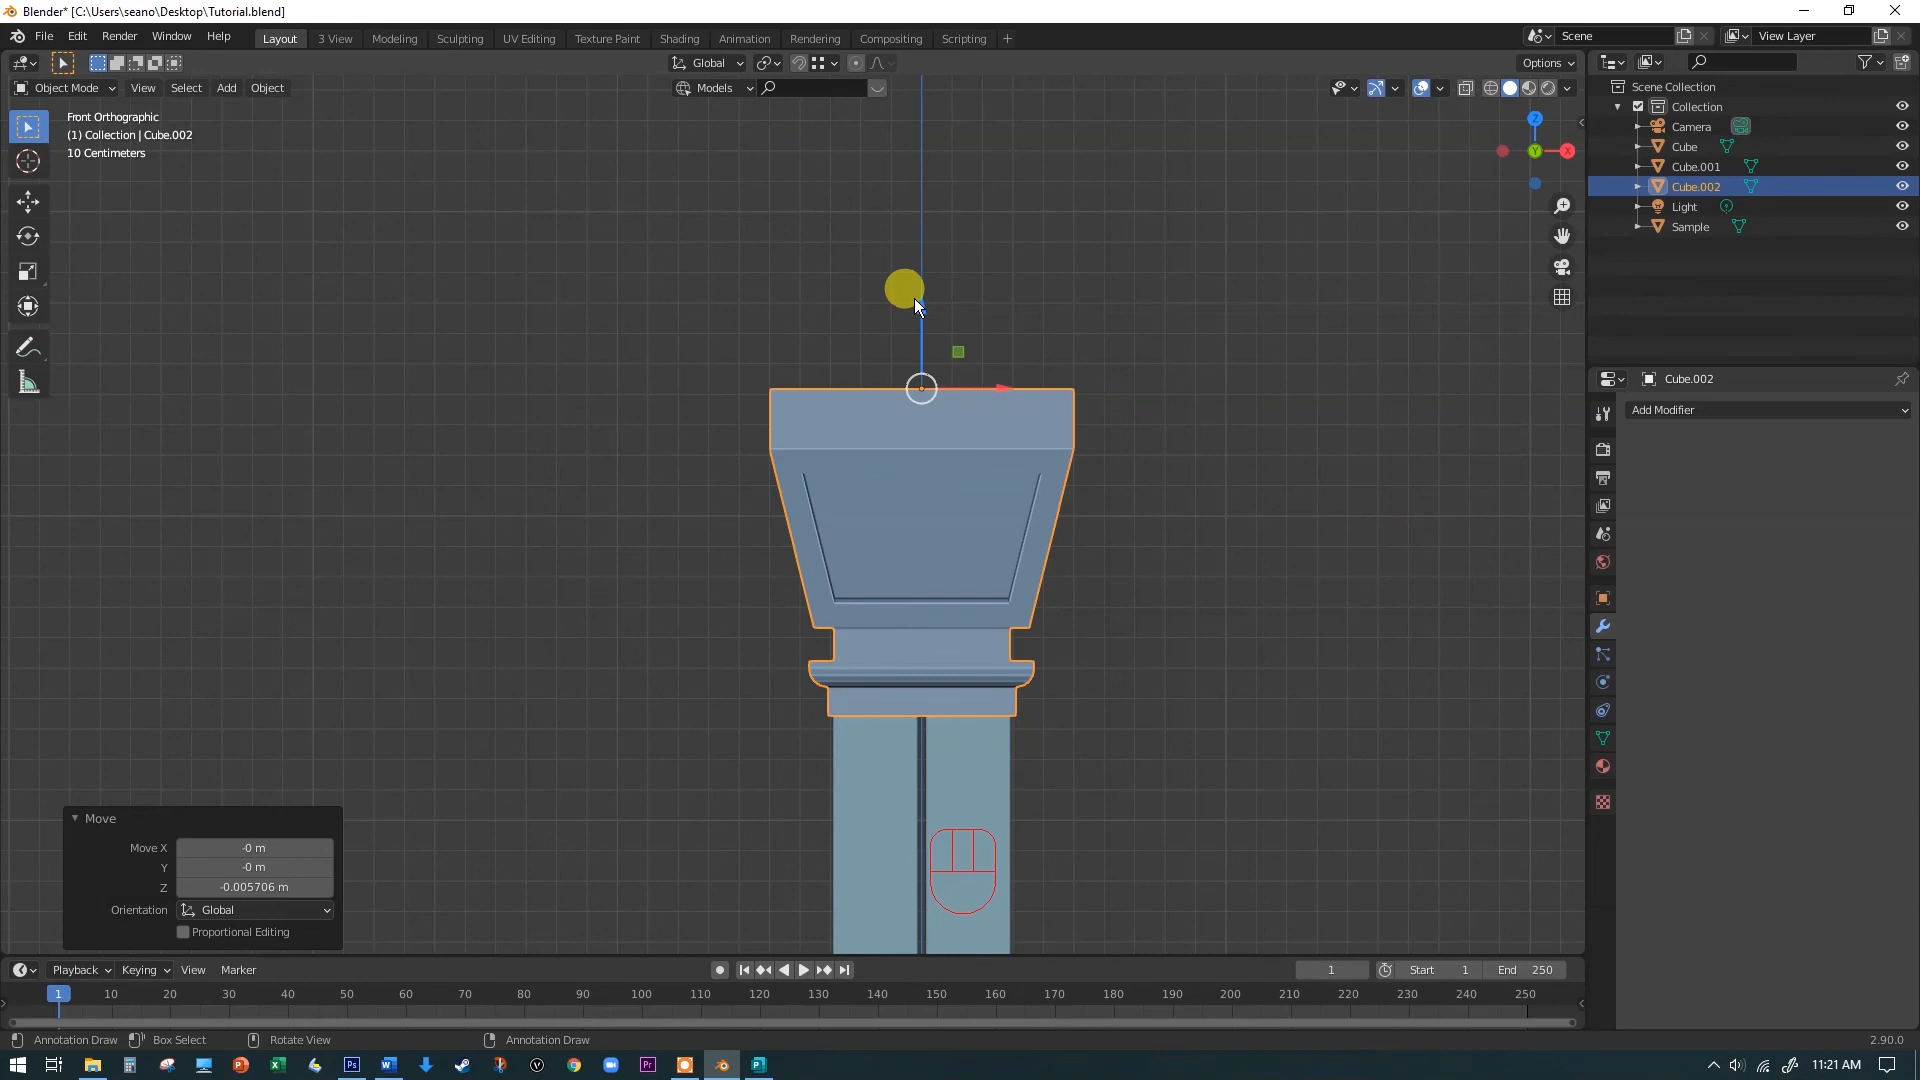 Blender* [C:\Users\seano\Desktop\Tutorial.blend]
File Edit Render Window Help
Layout 3 View Modeling Sculpting UV Editing Texture Paint Shading Animation Rendering Compositing Scripting +
Scene
View Layer
Global
Options
Object Mode View Select Add Object
Models
Front Orthographic
(1) Collection | Cube.002
10 Centimeters
Z
Y
X
Scene Collection
Collection
Camera
Cube
Cube.001
Cube.002
Light
Sample
Cube.002
Add Modifier
Move
Move X -0 m
Y -0 m
Z -0.005706 m
Orientation Global
Proportional Editing
Playback Keying View Marker
1 Start 1 End 250
1 10 20 30 40 50 60 70 80 90 100 110 120 130 140 150 160 170 180 190 200 210 220 230 240 250
Annotation Draw Box Select Rotate View Annotation Draw 2.90.0
11:21 AM